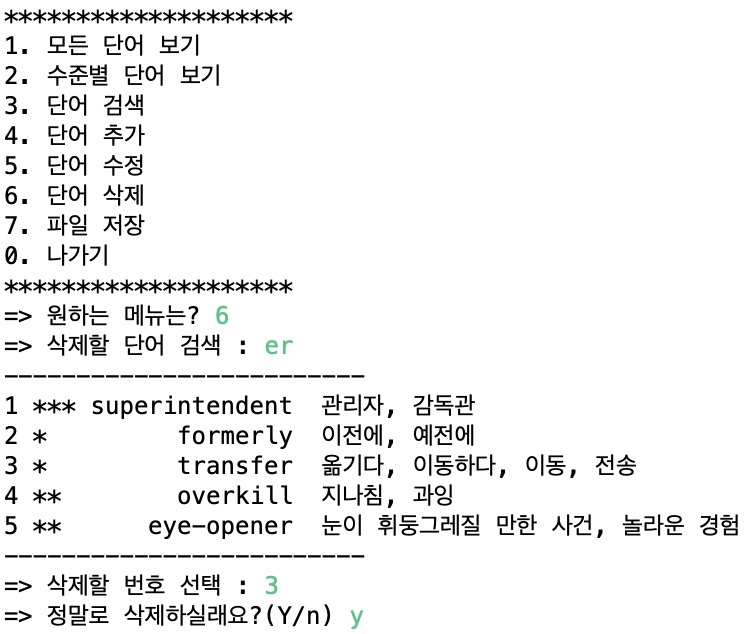 ********************
1. 모든 단어 보기
2. 수준별 단어 보기
3. 단어 검색
4. 단어 추가
5. 단어 수정
6. 단어 삭제
7. 파일 저장
0. 나가기
********************
=> 원하는 메뉴는? 6
=> 삭제할 단어 검색 : er
-------------------------
1 *** superintendent  관리자, 감독관
2 *         formerly  이전에, 예전에
3 *         transfer  옮기다, 이동하다, 이동, 전송
4 **        overkill  지나침, 과잉
5 **      eye-opener  눈이 휘둥그레질 만한 사건, 놀라운 경험
-------------------------
=> 삭제할 번호 선택 : 3
=> 정말로 삭제하실래요?(Y/n) y